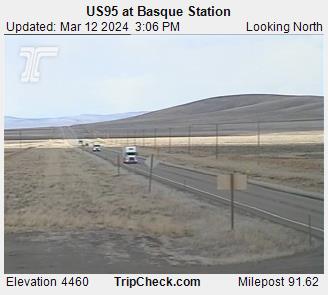 US95 at Basque Station
Updated: Mar 12 2024 3:06 PM Looking North
Elevation 4460 TripCheck.com Milepost 91.62